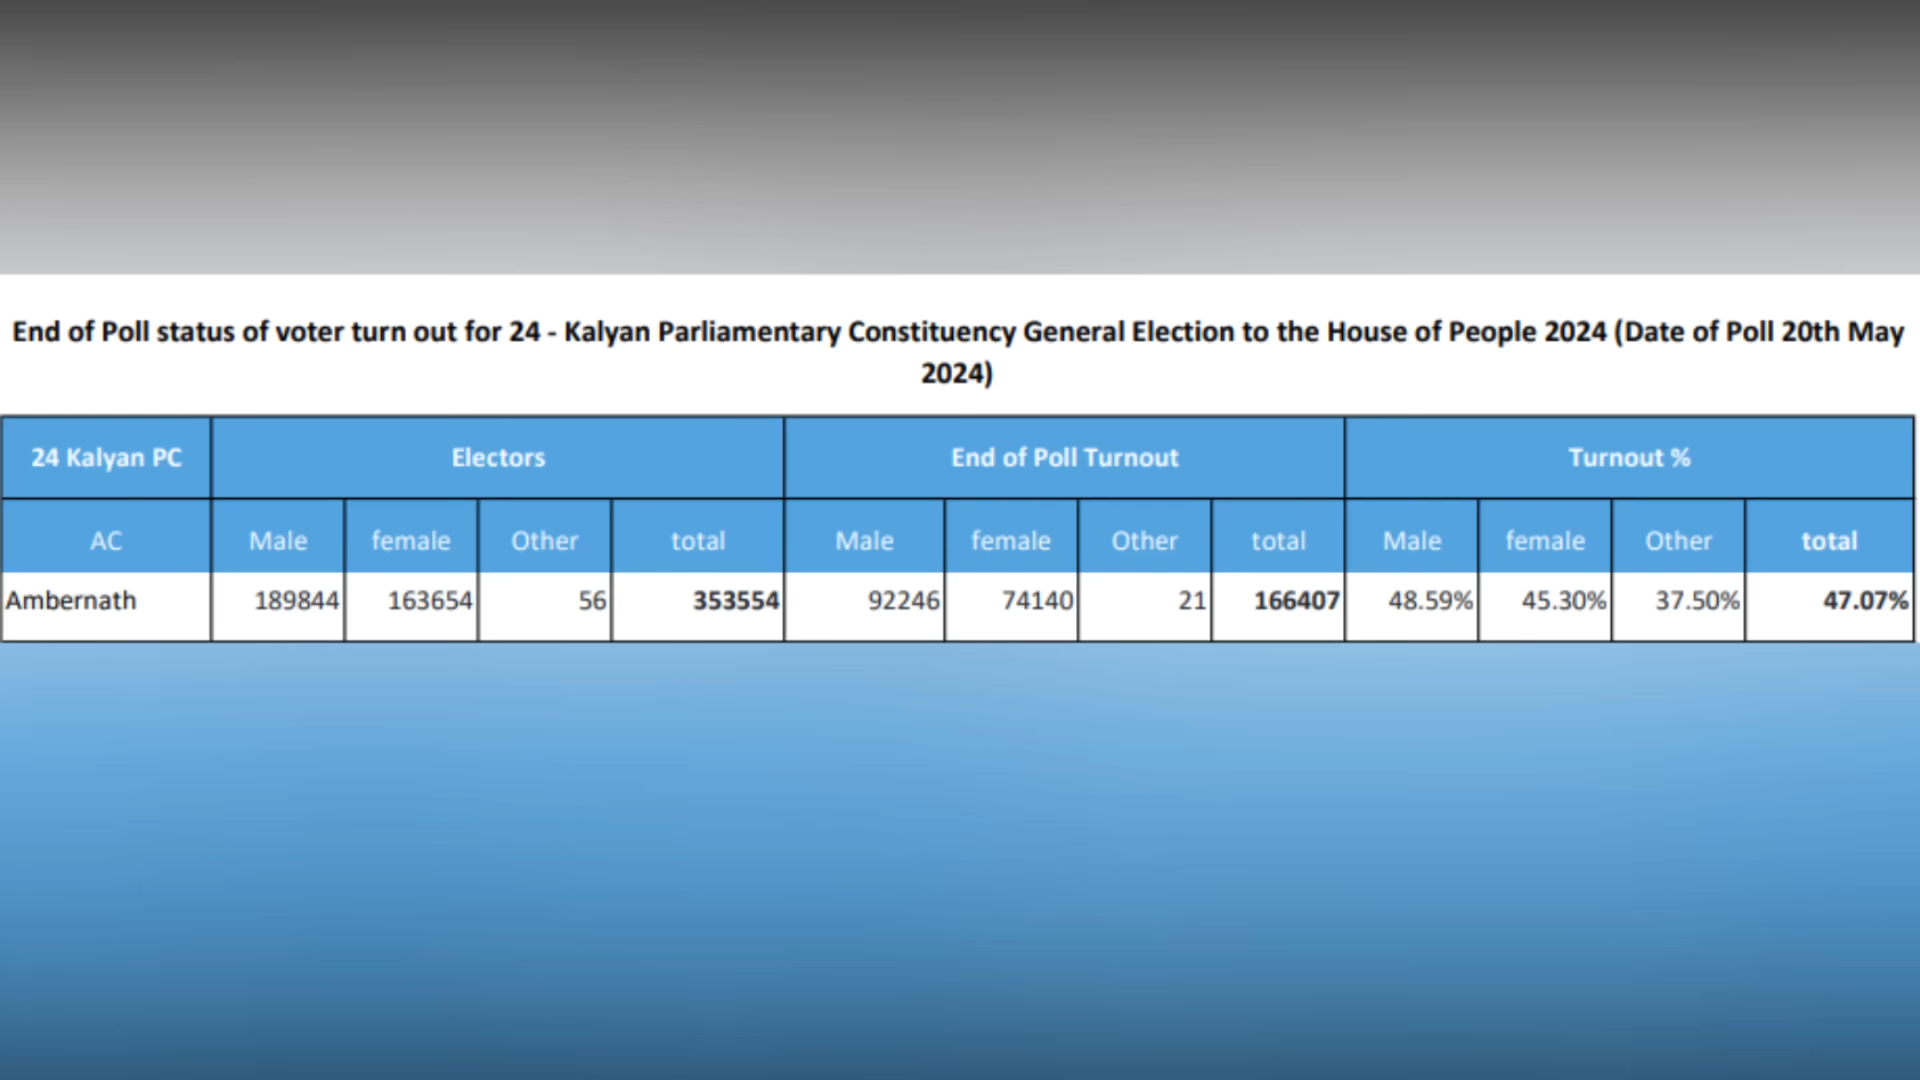 End of Poll status of voter turn out for 24 - Kalyan Parliamentary Constituency General Election to the House of People 2024 (Date of Poll 20th May
2024)
24 Kalyan PC Electors End of Poll Turnout Turnout %
AC Male female Other total Male female Other total Male female Other total
Ambernath 189844 163654 56 353554 92246 74140 21 166407 48.59% 45.30% 37.50% 47.07%